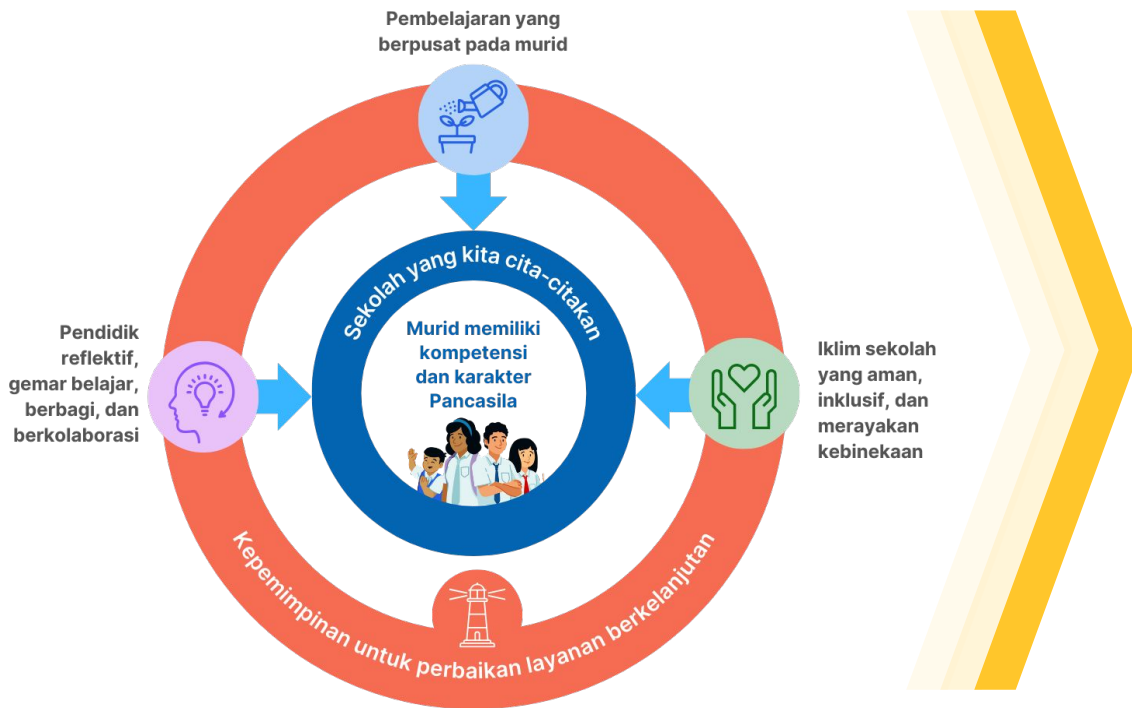 Pembelajaran yang
berpusat pada murid
Sekolah yang kita cita-citakan
Murid memiliki
kompetensi
dan karakter
Pancasila
Pendidik
reflektif,
gemar belajar,
berbagi, dan
berkolaborasi
Iklim sekolah
yang aman,
inklusif, dan
merayakan
kebinekaan
Kepemimpinan untuk perbaikan layanan berkelanjutan